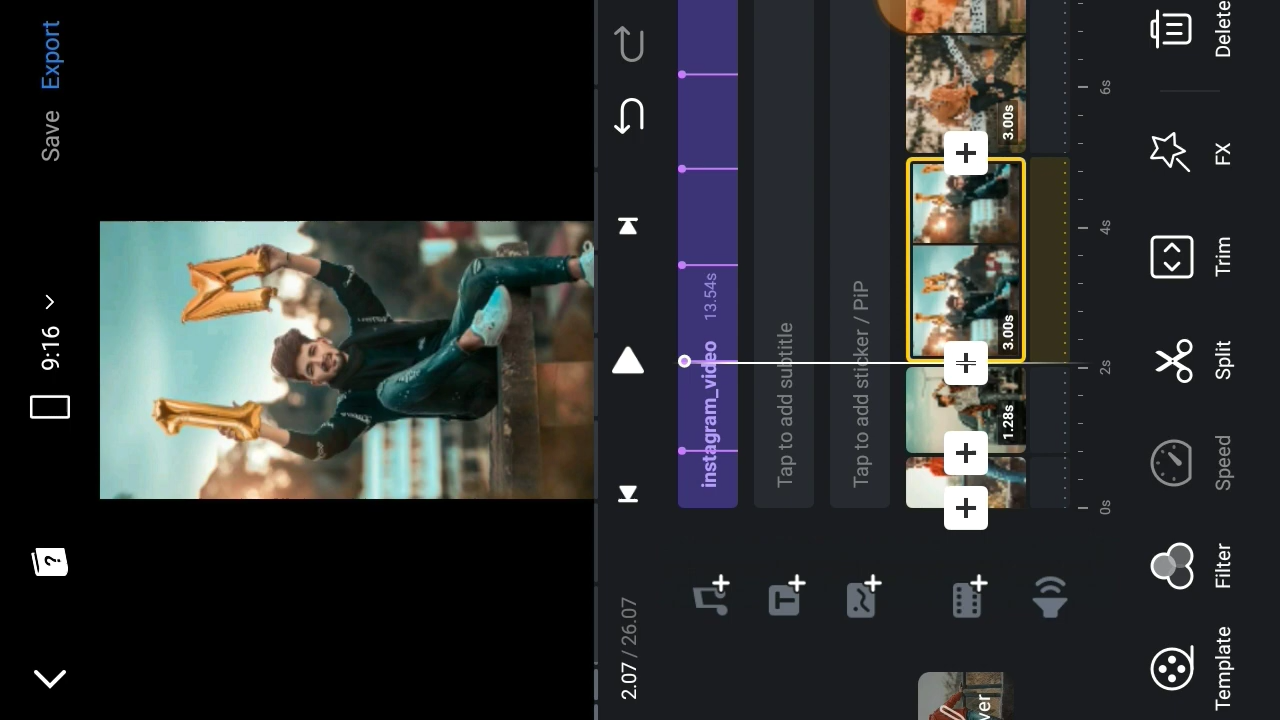 9:16
Save
Export
2.07 / 26.07
instagram_video 13.54s
Tap to add subtitle
Tap to add sticker / PiP
1.28s
3.00s
3.00s
ver
0s
2s
4s
6s
Template
Filter
Speed
Split
Trim
FX
Delete